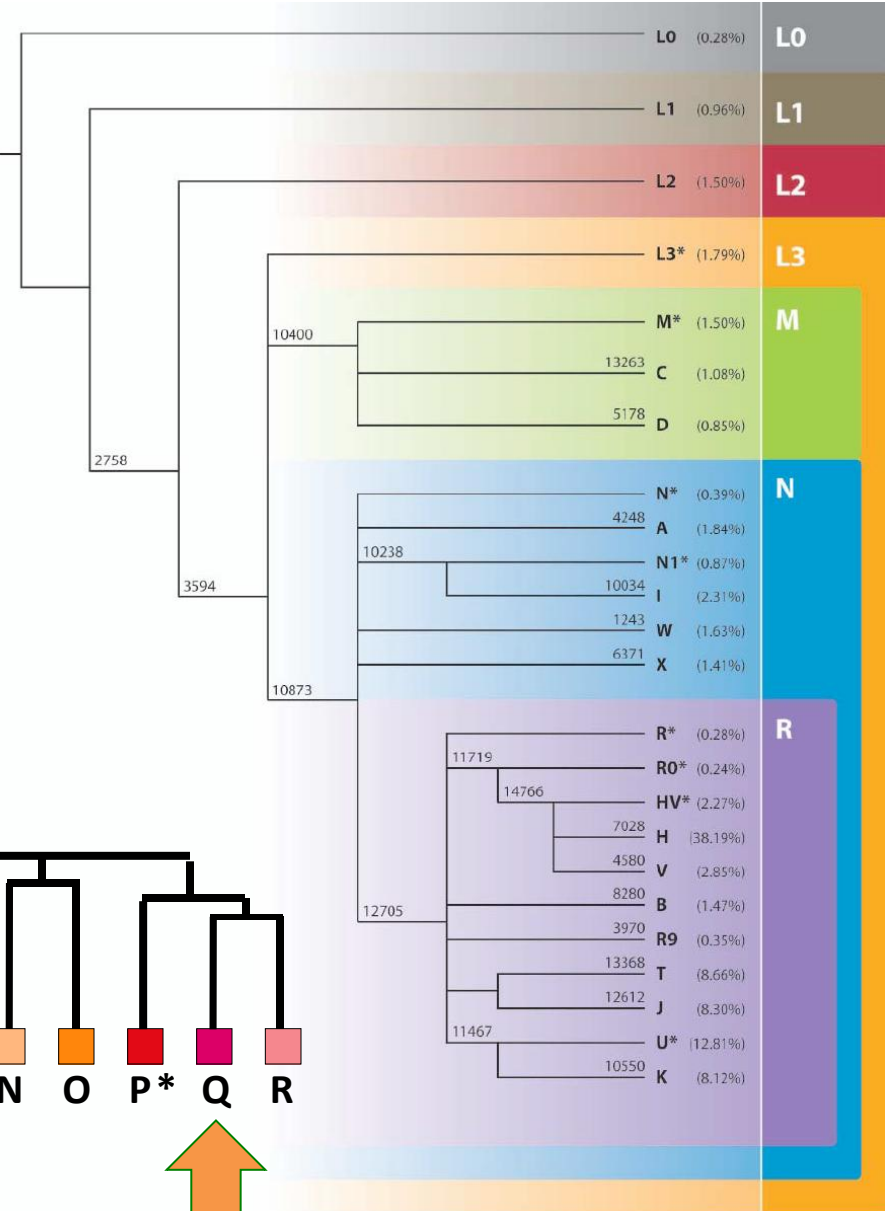 L0 (0.28%) L0
L1 (0.96%) L1
L2 (1.50%) L2
L3* (1.79%) L3
10400
M* (1.50%) M
13263 C (1.08%)
5178 D (0.85%)
2758
N* (0.39%) N
4248 A (1.84%)
10238 N1* (0.87%)
3594
10034 I (2.31%)
1243 W (1.63%)
6371 X (1.41%)
10873
R* (0.28%) R
11719 R0* (0.24%)
14766 HV* (2.27%)
7028 H (38.19%)
4580 V (2.85%)
8280 B (1.47%)
12705
3970 R9 (0.35%)
13368 T (8.66%)
12612 J (8.30%)
11467 U* (12.81%)
10550 K (8.12%)
N O P* Q R